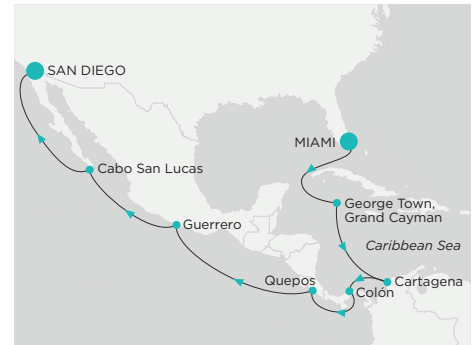 SAN DIEGO
MIAMI
Cabo San Lucas
George Town,
Grand Cayman
Guerrero
Caribbean Sea
Quepos
Cartagena
Colón